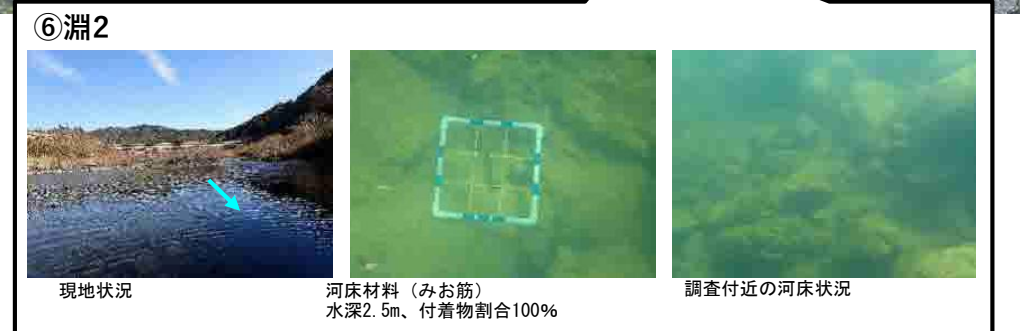 ⑥淵2
現地状況
河床材料（みお筋）
水深2.5m、付着物割合100%
調査付近の河床状況